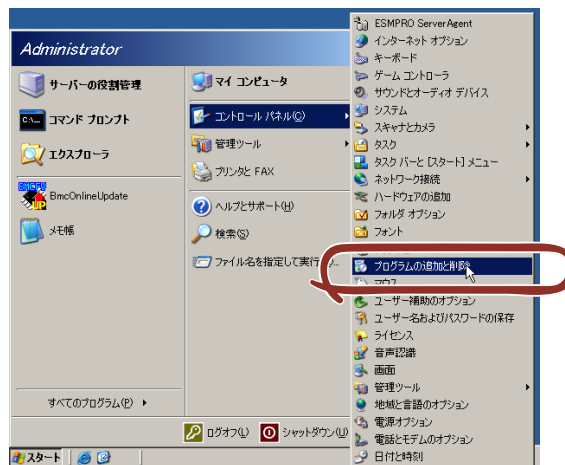 Administrator
サーバーの役割管理
コマンド プロンプト
エクスプローラ
BmcOnlineUpdate
メモ帳
すべてのプログラム(P)
マイ コンピュータ
コントロール パネル(C)
管理ツール
プリンタと FAX
ヘルプとサポート(H)
検索(S)
ファイル名を指定して実行
ログオフ(L)
シャットダウン(U)
スタート
ESMPRO ServerAgent
インターネット オプション
キーボード
ゲーム コントローラ
サウンドとオーディオ デバイス
システム
スキャナとカメラ
タスク
タスク バーと [スタート] メニュー
ネットワーク接続
ハードウェアの追加
フォルダ オプション
フォント
プログラムの追加と削除
マウス
ユーザー補助のオプション
ユーザー名およびパスワードの保存
ライセンス
音声認識
画面
管理ツール
地域と言語のオプション
電源オプション
電話とモデムのオプション
日付と時刻